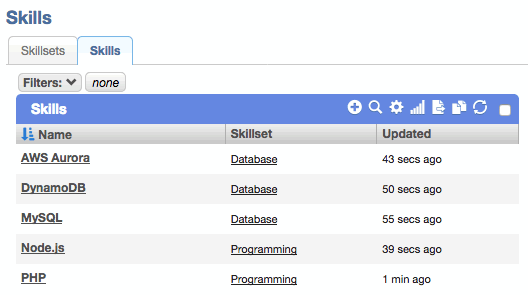 Skills
Skillsets Skills
Filters: none
Skills
Name Skillset Updated
AWS Aurora Database 43 secs ago
DynamoDB Database 50 secs ago
MySQL Database 55 secs ago
Node.js Programming 39 secs ago
PHP Programming 1 min ago